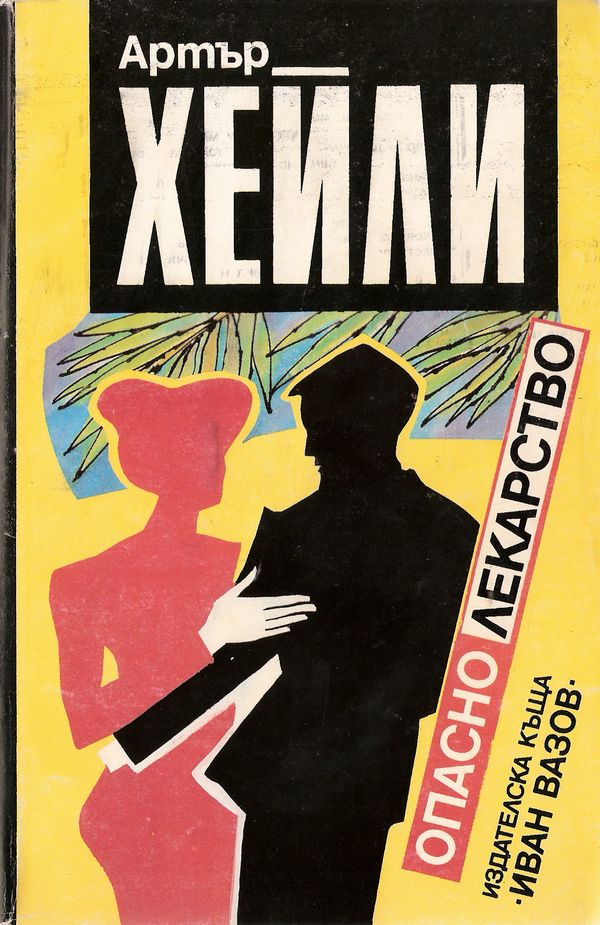 Артър
ХЕЙЛИ
ОПАСНО ЛЕКАРСТВО
ИЗДАТЕЛСКА КЪЩА
·ИВАН ВАЗОВ·